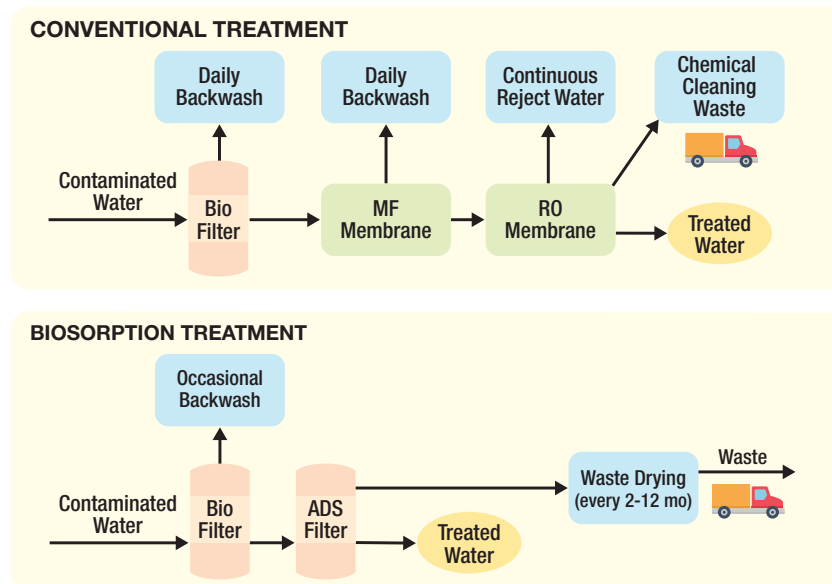 CONVENTIONAL TREATMENT
Daily
Backwash
Daily
Backwash
Continuous
Reject Water
Chemical
Cleaning
Waste
Contaminated
Water
Bio
Filter
MF
Membrane
RO
Membrane
Treated
Water
BIOSORPTION TREATMENT
Occasional
Backwash
Contaminated
Water
Bio
Filter
ADS
Filter
Treated
Water
Waste Drying
(every 2-12 mo)
Waste